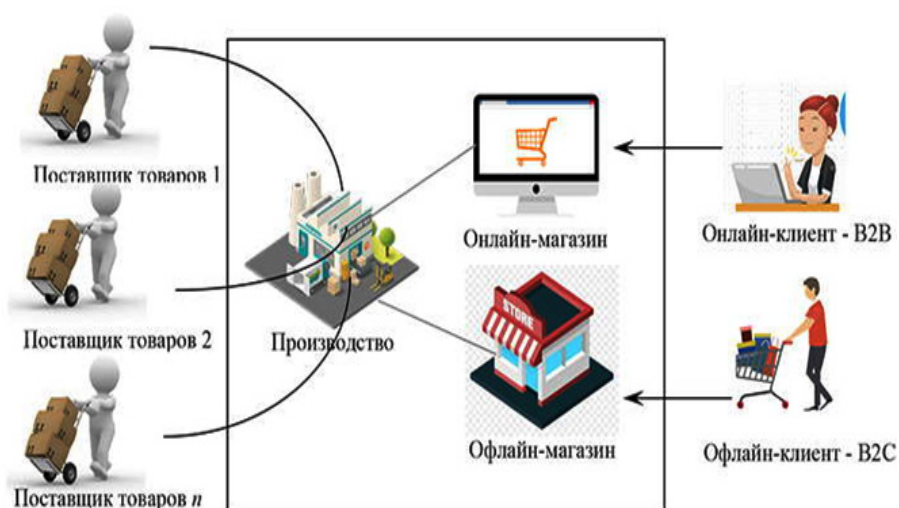 Поставщик товаров 1
Поставщик товаров 2
Поставщик товаров n
Производство
Онлайн-магазин
STORE
Офлайн-магазин
Онлайн-клиент - B2B
Офлайн-клиент - B2C